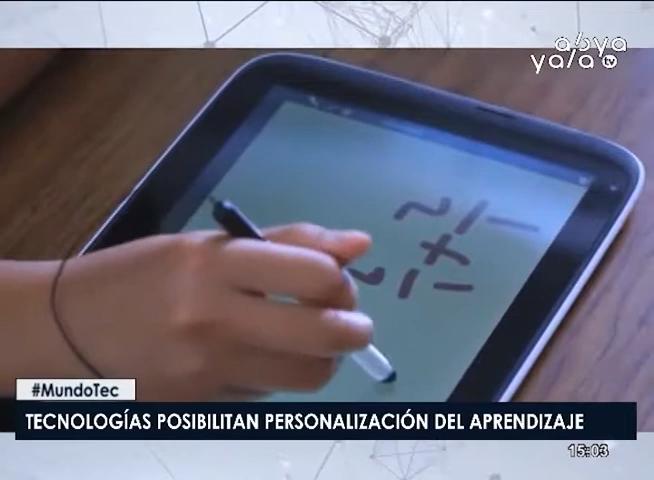 abya
yala tv
#MundoTec
TECNOLOGÍAS POSIBILITAN PERSONALIZACIÓN DEL APRENDIZAJE
15:03